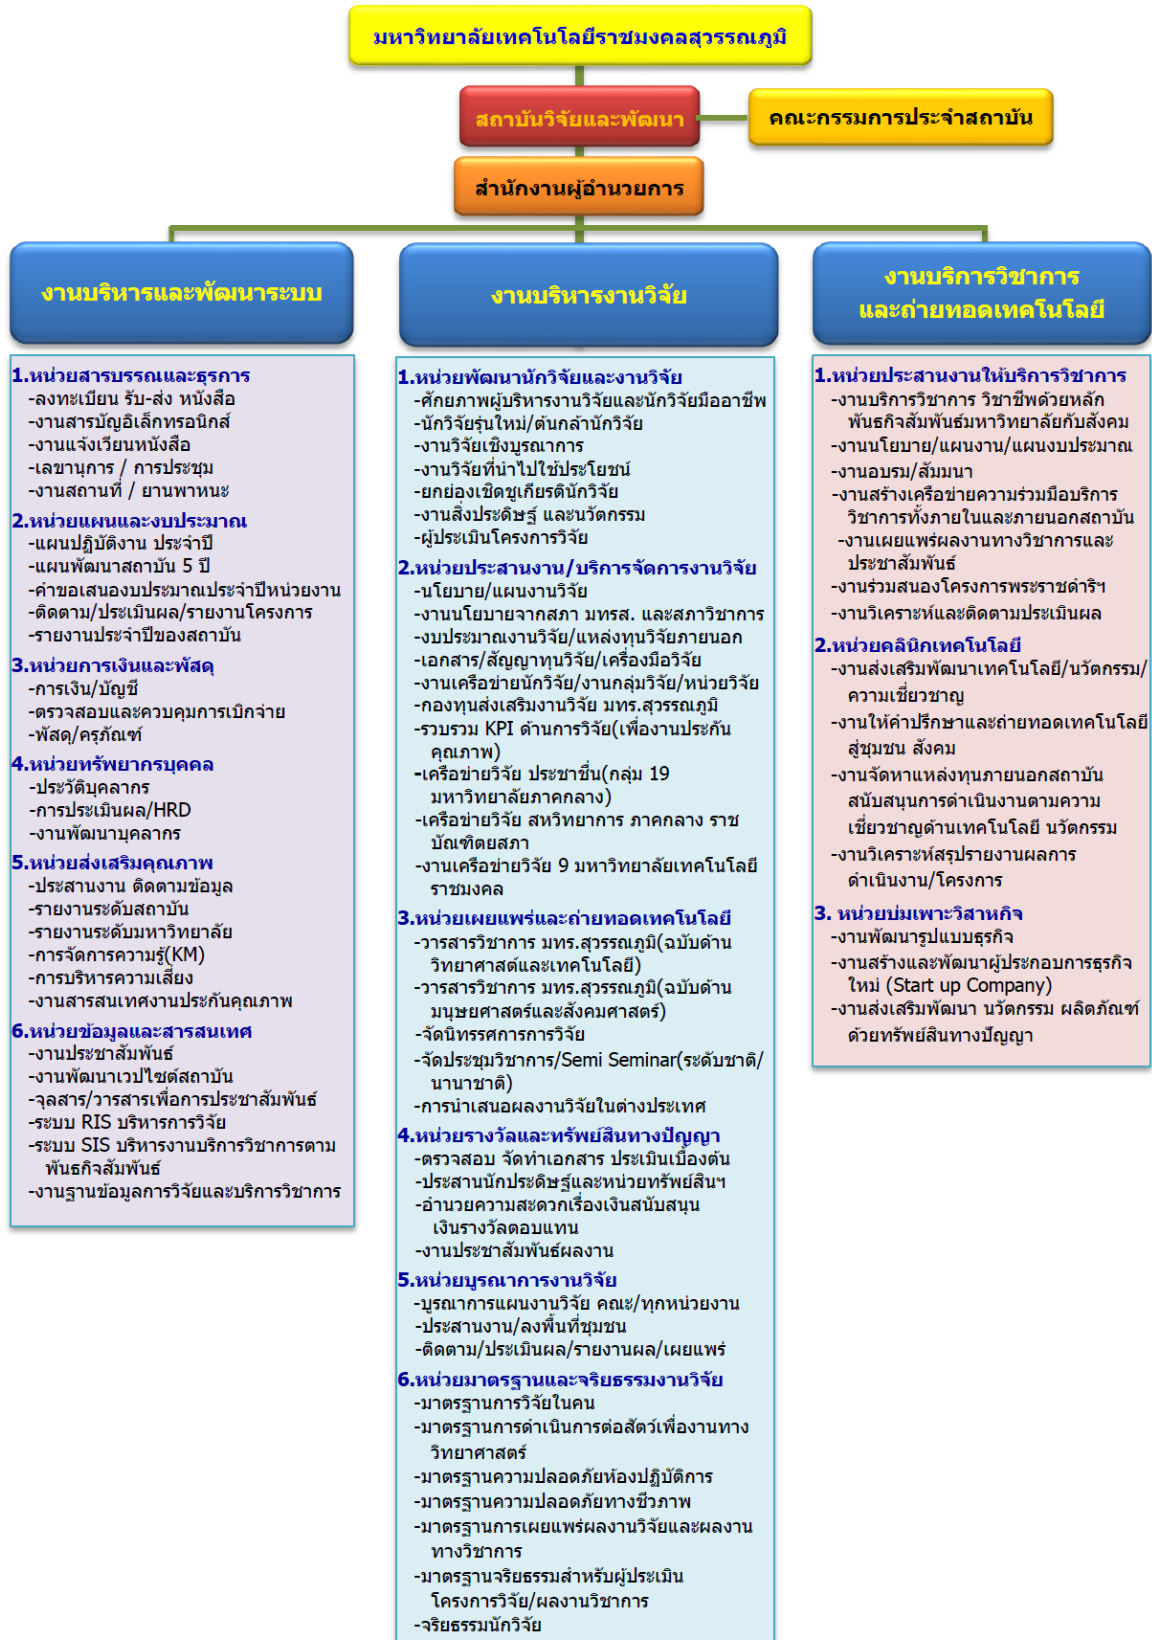 มหาวิทยาลัยเทคโนโลยีราชมงคลสุวรรณภูมิ
สถาบันวิจัยและพัฒนา
คณะกรรมการประจำสถาบัน
สำนักงานผู้อำนวยการ
งานบริหารและพัฒนาระบบ
1.หน่วยสารบรรณและธุรการ
-ลงทะเบียน รับ-ส่ง หนังสือ
-งานสารบัญอิเล็กทรอนิกส์
-งานแจ้งเวียนหนังสือ
-เลขานุการ / การประชุม
-งานสถานที่ / ยานพาหนะ
2.หน่วยแผนและงบประมาณ
-แผนปฏิบัติงาน ประจำปี
-แผนพัฒนาสถาบัน 5 ปี
-คำขอเสนองบประมาณประจำปีหน่วยงาน
-ติดตาม/ประเมินผล/รายงานโครงการ
-รายงานประจำปีของสถาบัน
3.หน่วยการเงินและพัสดุ
-การเงิน/บัญชี
-ตรวจสอบและควบคุมการเบิกจ่าย
-พัสดุ/ครุภัณฑ์
4.หน่วยทรัพยากรบุคคล
-ประวัติบุคลากร
-การประเมินผล/HRD
-งานพัฒนาบุคลากร
5.หน่วยส่งเสริมคุณภาพ
-ประสานงาน ติดตามข้อมูล
-รายงานระดับสถาบัน
-รายงานระดับมหาวิทยาลัย
-การจัดการความรู้(KM)
-การบริหารความเสี่ยง
-งานสารสนเทศงานประกันคุณภาพ
6.หน่วยข้อมูลและสารสนเทศ
-งานประชาสัมพันธ์
-งานพัฒนาเวปไซต์สถาบัน
-จุลสาร/วารสารเพื่อการประชาสัมพันธ์
-ระบบ RIS บริหารการวิจัย
-ระบบ SIS บริหารงานบริการวิชาการตาม
พันธกิจสัมพันธ์
-งานฐานข้อมูลการวิจัยและบริการวิชาการ
งานบริหารงานวิจัย
1.หน่วยพัฒนานักวิจัยและงานวิจัย
-ศักยภาพผู้บริหารงานวิจัยและนักวิจัยมืออาชีพ
-นักวิจัยรุ่นใหม่/ต้นกล้านักวิจัย
-งานวิจัยเชิงบูรณาการ
-งานวิจัยที่นำไปใช้ประโยชน์
-ยกย่องเชิดชูเกียรตินักวิจัย
-งานสิ่งประดิษฐ์ และนวัตกรรม
-ผู้ประเมินโครงการวิจัย
2.หน่วยประสานงาน/บริการจัดการงานวิจัย
-นโยบาย/แผนงานวิจัย
-งานนโยบายจากสภา มทรส. และสภาวิชาการ
-งบประมาณงานวิจัย/แหล่งทุนวิจัยภายนอก
-เอกสาร/สัญญาทุนวิจัย/เครื่องมือวิจัย
-งานเครือข่ายนักวิจัย/งานกลุ่มวิจัย/หน่วยวิจัย
-กองทุนส่งเสริมงานวิจัย มทร.สุวรรณภูมิ
-รวบรวม KPI ด้านการวิจัย(เพื่องานประกัน
คุณภาพ)
-เครือข่ายวิจัย ประชาชื่น(กลุ่ม 19
มหาวิทยาลัยภาคกลาง)
-เครือข่ายวิจัย สหวิทยาการ ภาคกลาง ราช
บัณฑิตยสภา
-งานเครือข่ายวิจัย 9 มหาวิทยาลัยเทคโนโลยี
ราชมงคล
3.หน่วยเผยแพร่และถ่ายทอดเทคโนโลยี
-วารสารวิชาการ มทร.สุวรรณภูมิ(ฉบับด้าน
วิทยาศาสต์และเทคโนโลยี)
-วารสารวิชาการ มทร.สุวรรณภูมิ(ฉบับด้าน
มนุษยศาสตร์และสังคมศาสตร์)
-จัดนิทรรศการการวิจัย
-จัดประชุมวิชาการ/Semi Seminar(ระดับชาติ/
นานาชาติ)
-การนำเสนอผลงานวิจัยในต่างประเทศ
4.หน่วยรางวัลและทรัพย์สินทางปัญญา
-ตรวจสอบ จัดทำเอกสาร ประเมินเบื้องต้น
-ประสานนักประดิษฐ์และหน่วยทรัพย์สินฯ
-อำนวยความสะดวกเรื่องเงินสนับสนุน
เงินรางวัลตอบแทน
-งานประชาสัมพันธ์ผลงาน
5.หน่วยบูรณาการงานวิจัย
-บูรณาการแผนงานวิจัย คณะ/ทุกหน่วยงาน
-ประสานงาน/ลงพื้นที่ชุมชน
-ติดตาม/ประเมินผล/รายงานผล/เผยแพร่
6.หน่วยมาตรฐานและจริยธรรมงานวิจัย
-มาตรฐานการวิจัยในคน
-มาตรฐานการดำเนินการต่อสัตว์เพื่องานทาง
วิทยาศาสตร์
-มาตรฐานความปลอดภัยห้องปฏิบัติการ
-มาตรฐานความปลอดภัยทางชีวภาพ
-มาตรฐานการเผยแพร่ผลงานวิจัยและผลงาน
ทางวิชาการ
-มาตรฐานจริยธรรมสำหรับผู้ประเมิน
โครงการวิจัย/ผลงานวิชาการ
-จริยธรรมนักวิจัย
งานบริการวิชาการ
และถ่ายทอดเทคโนโลยี
1.หน่วยประสานงานให้บริการวิชาการ
-งานบริการวิชาการ วิชาชีพด้วยหลัก
พันธกิจสัมพันธ์มหาวิทยาลัยกับสังคม
-งานนโยบาย/แผนงาน/แผนงบประมาณ
-งานอบรม/สัมมนา
-งานสร้างเครือข่ายความร่วมมือบริการ
วิชาการทั้งภายในและภายนอกสถาบัน
-งานเผยแพร่ผลงานทางวิชาการและ
ประชาสัมพันธ์
-งานร่วมสนองโครงการพระราชดำริฯ
-งานวิเคราะห์และติดตามประเมินผล
2.หน่วยคลินิกเทคโนโลยี
-งานส่งเสริมพัฒนาเทคโนโลยี/นวัตกรรม/
ความเชี่ยวชาญ
-งานให้คำปรึกษาและถ่ายทอดเทคโนโลยี
สู่ชุมชน สังคม
-งานจัดหาแหล่งทุนภายนอกสถาบัน
สนับสนุนการดำเนินงานตามความ
เชี่ยวชาญด้านเทคโนโลยี นวัตกรรม
-งานวิเคราะห์สรุปรายงานผลการ
ดำเนินงาน/โครงการ
3. หน่วยบ่มเพาะวิสาหกิจ
-งานพัฒนารูปแบบธุรกิจ
-งานสร้างและพัฒนาผู้ประกอบการธุรกิจ
ใหม่ (Start up Company)
-งานส่งเสริมพัฒนา นวัตกรรม ผลิตภัณฑ์
ด้วยทรัพย์สินทางปัญญา